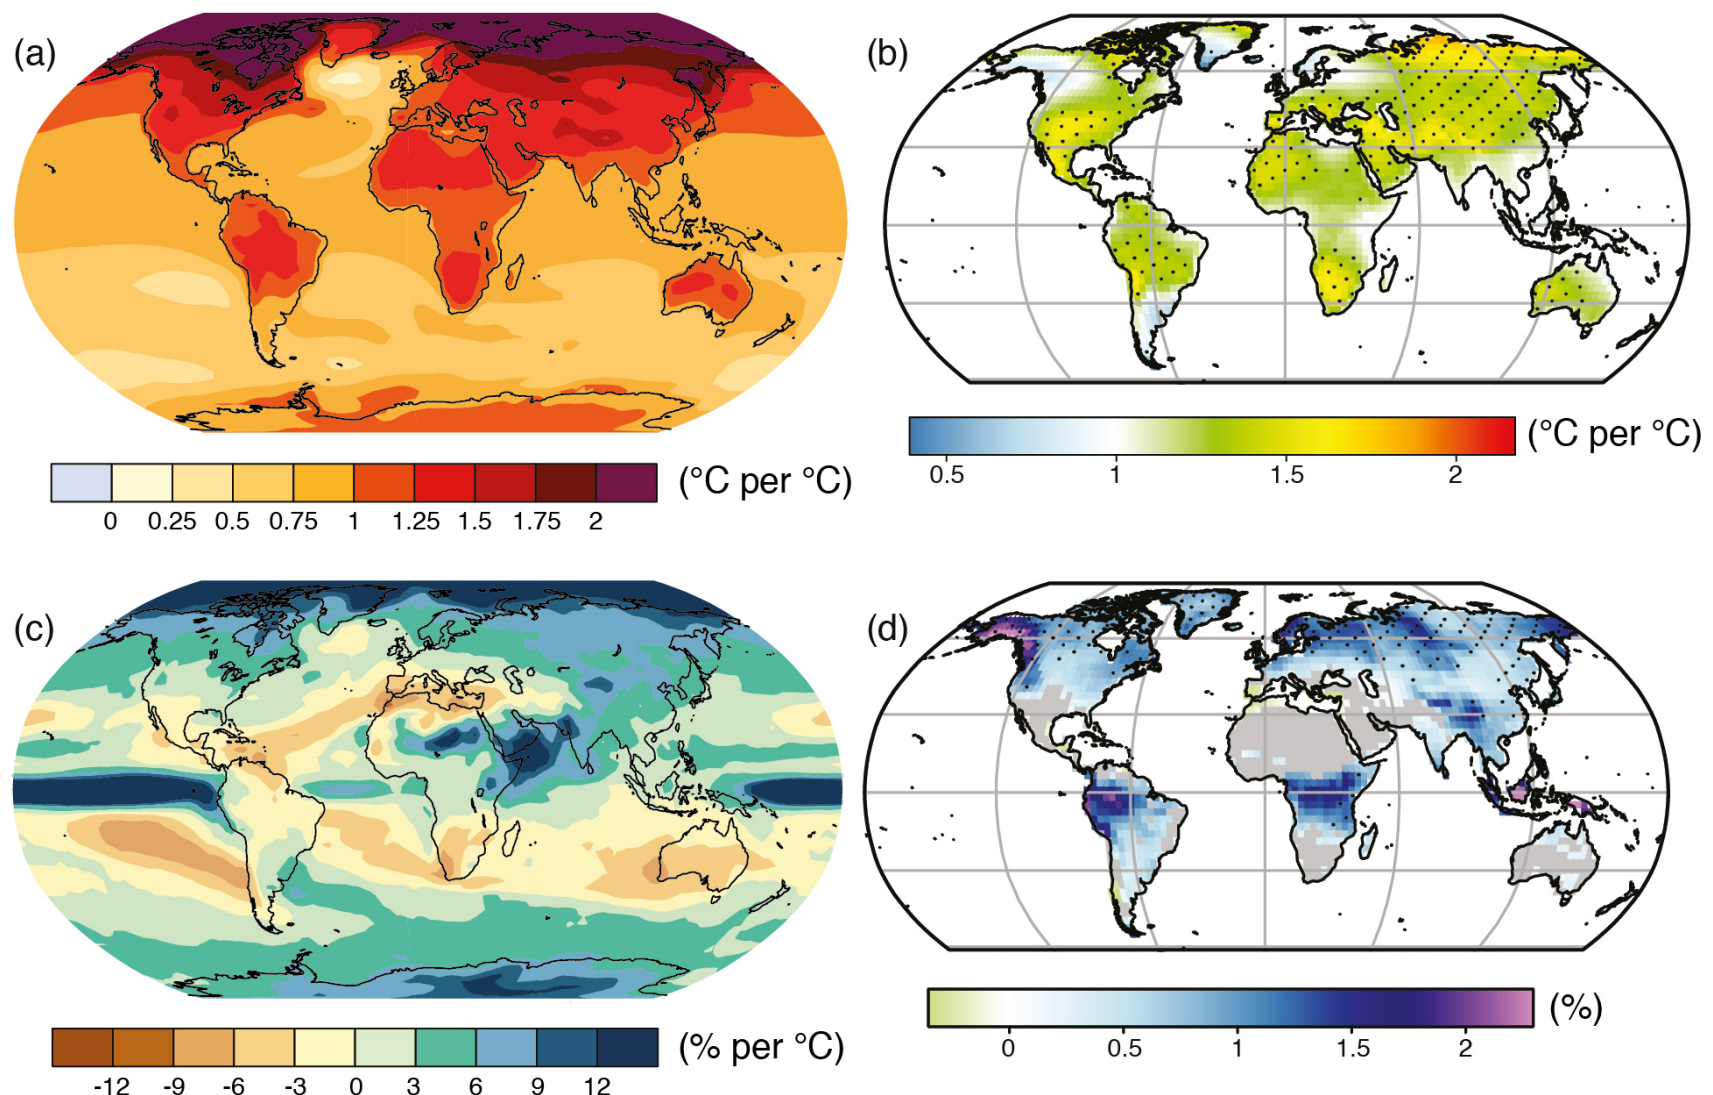 (a)
(b)
(°C per °C)
0 0.25 0.5 0.75 1 1.25 1.5 1.75 2
(°C per °C)
0.5 1 1.5 2
(c)
(d)
(% per °C)
-12 -9 -6 -3 0 3 6 9 12
(%)
0 0.5 1 1.5 2